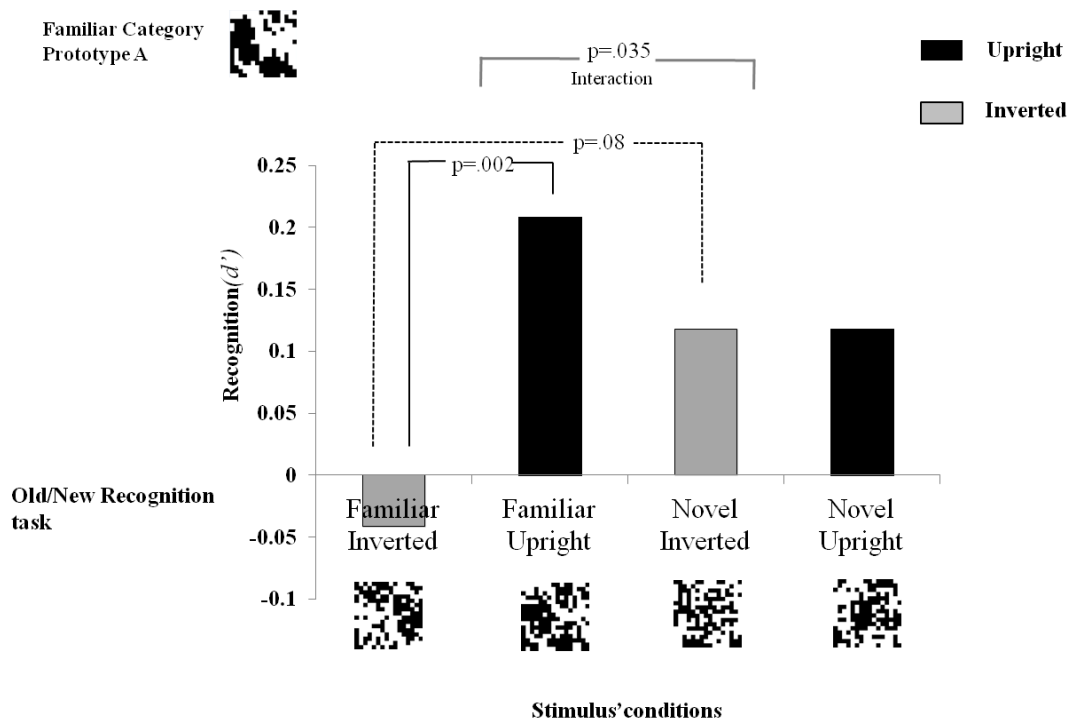 Familiar Category
Prototype A
p=.035
Interaction
Upright
Inverted
p=.08
p=.002
0.25
0.2
0.15
0.1
0.05
0
-0.05
-0.1
Recognition(d’)
Old/New Recognition
task
Familiar
Inverted
Familiar
Upright
Novel
Inverted
Novel
Upright
Stimulus’conditions